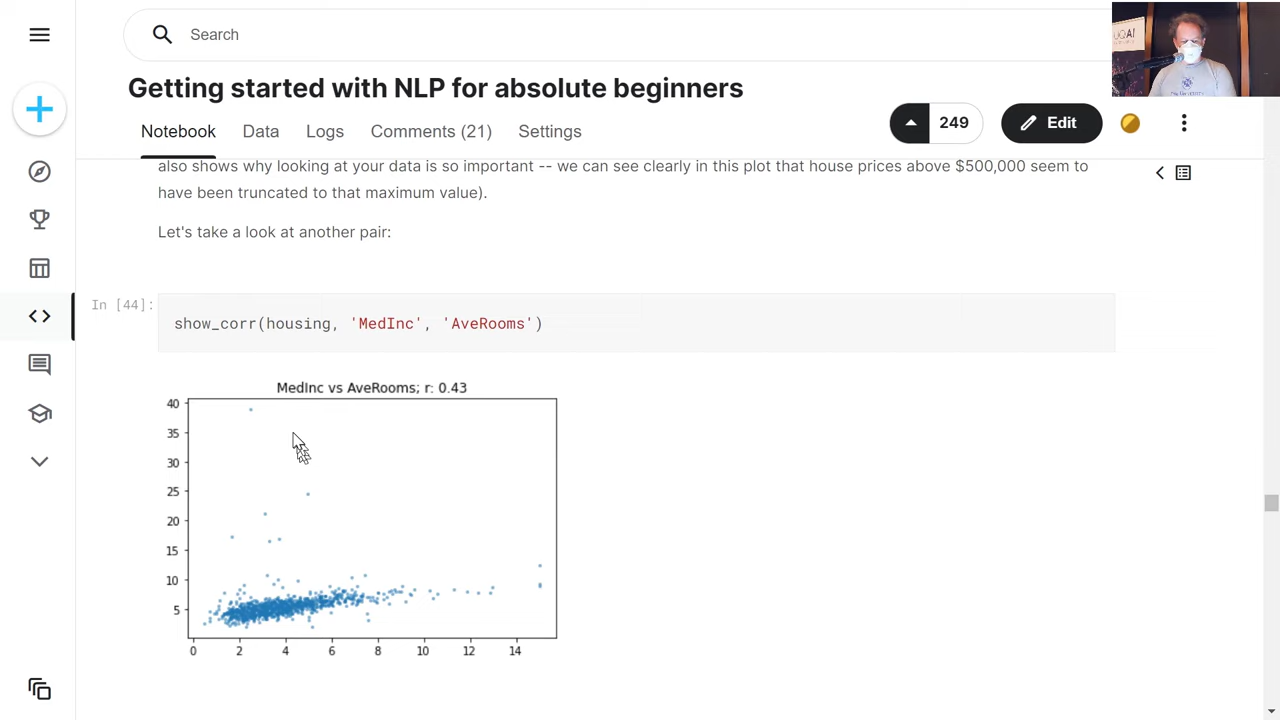 Search
Getting started with NLP for absolute beginners
Notebook Data Logs Comments (21) Settings
249 Edit
also shows why looking at your data is so important -- we can see clearly in this plot that house prices above $500,000 seem to
have been truncated to that maximum value).
Let's take a look at another pair:
In [44]:
show_corr(housing, 'MedInc', 'AveRooms')
MedInc vs AveRooms; r: 0.43
40
35
30
25
20
15
10
5
0 2 4 6 8 10 12 14